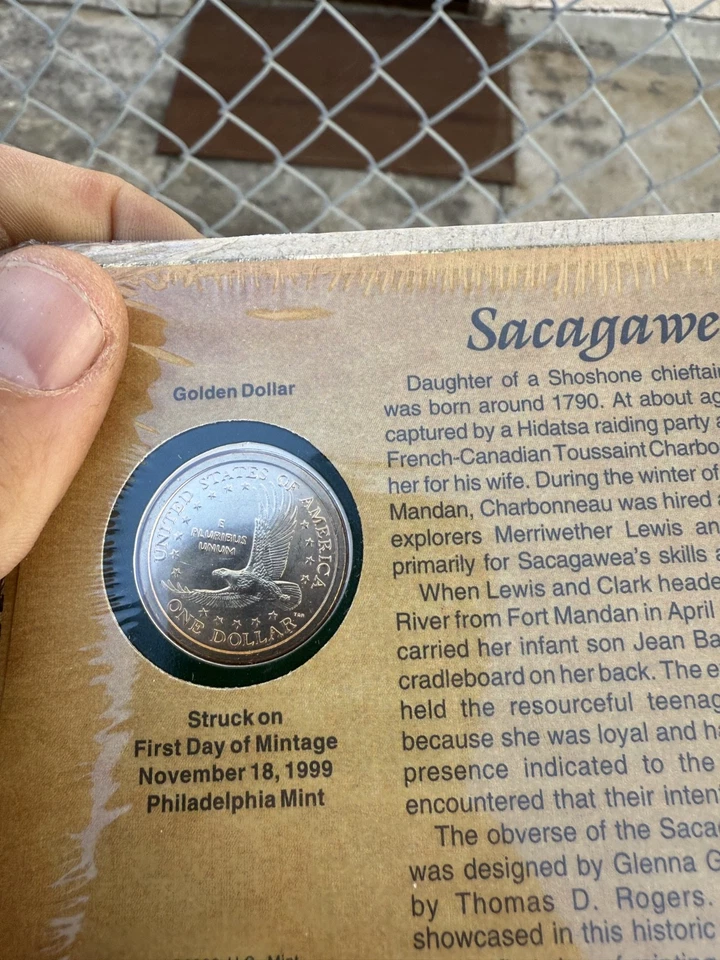 Sacagawe
Golden Dollar
UNITED STATES OF AMERICA
E
PLURIBUS
UNUM
ONE DOLLAR
Struck on
First Day of Mintage
November 18, 1999
Philadelphia Mint
Daughter of a Shoshone chieftain
was born around 1790. At about ag
captured by a Hidatsa raiding party a
French-Canadian Toussaint Charbo
her for his wife. During the winter of
Mandan, Charbonneau was hired a
explorers Merriwether Lewis an
primarily for Sacagawea's skills a
When Lewis and Clark heade
River from Fort Mandan in April
carried her infant son Jean Ba
cradleboard on her back. The e
held the resourceful teenag
because she was loyal and ha
presence indicated to the
encountered that their inten
The obverse of the Saca
was designed by Glenna G
by Thomas D. Rogers.
showcased in this historic